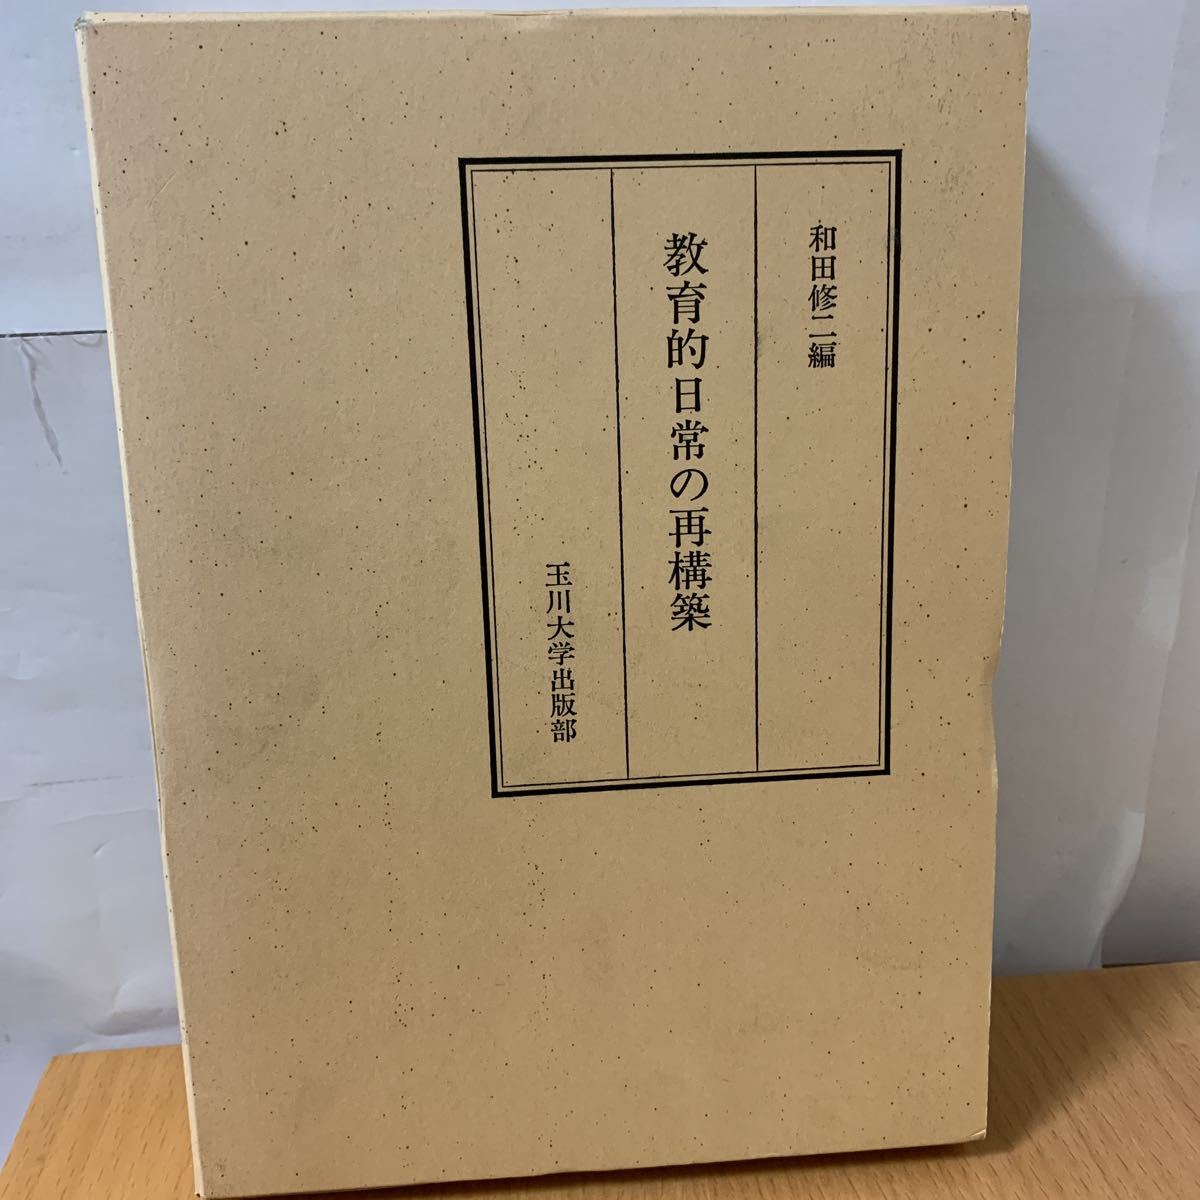 和田修二編
教育的日常の再構築
玉川大学出版部